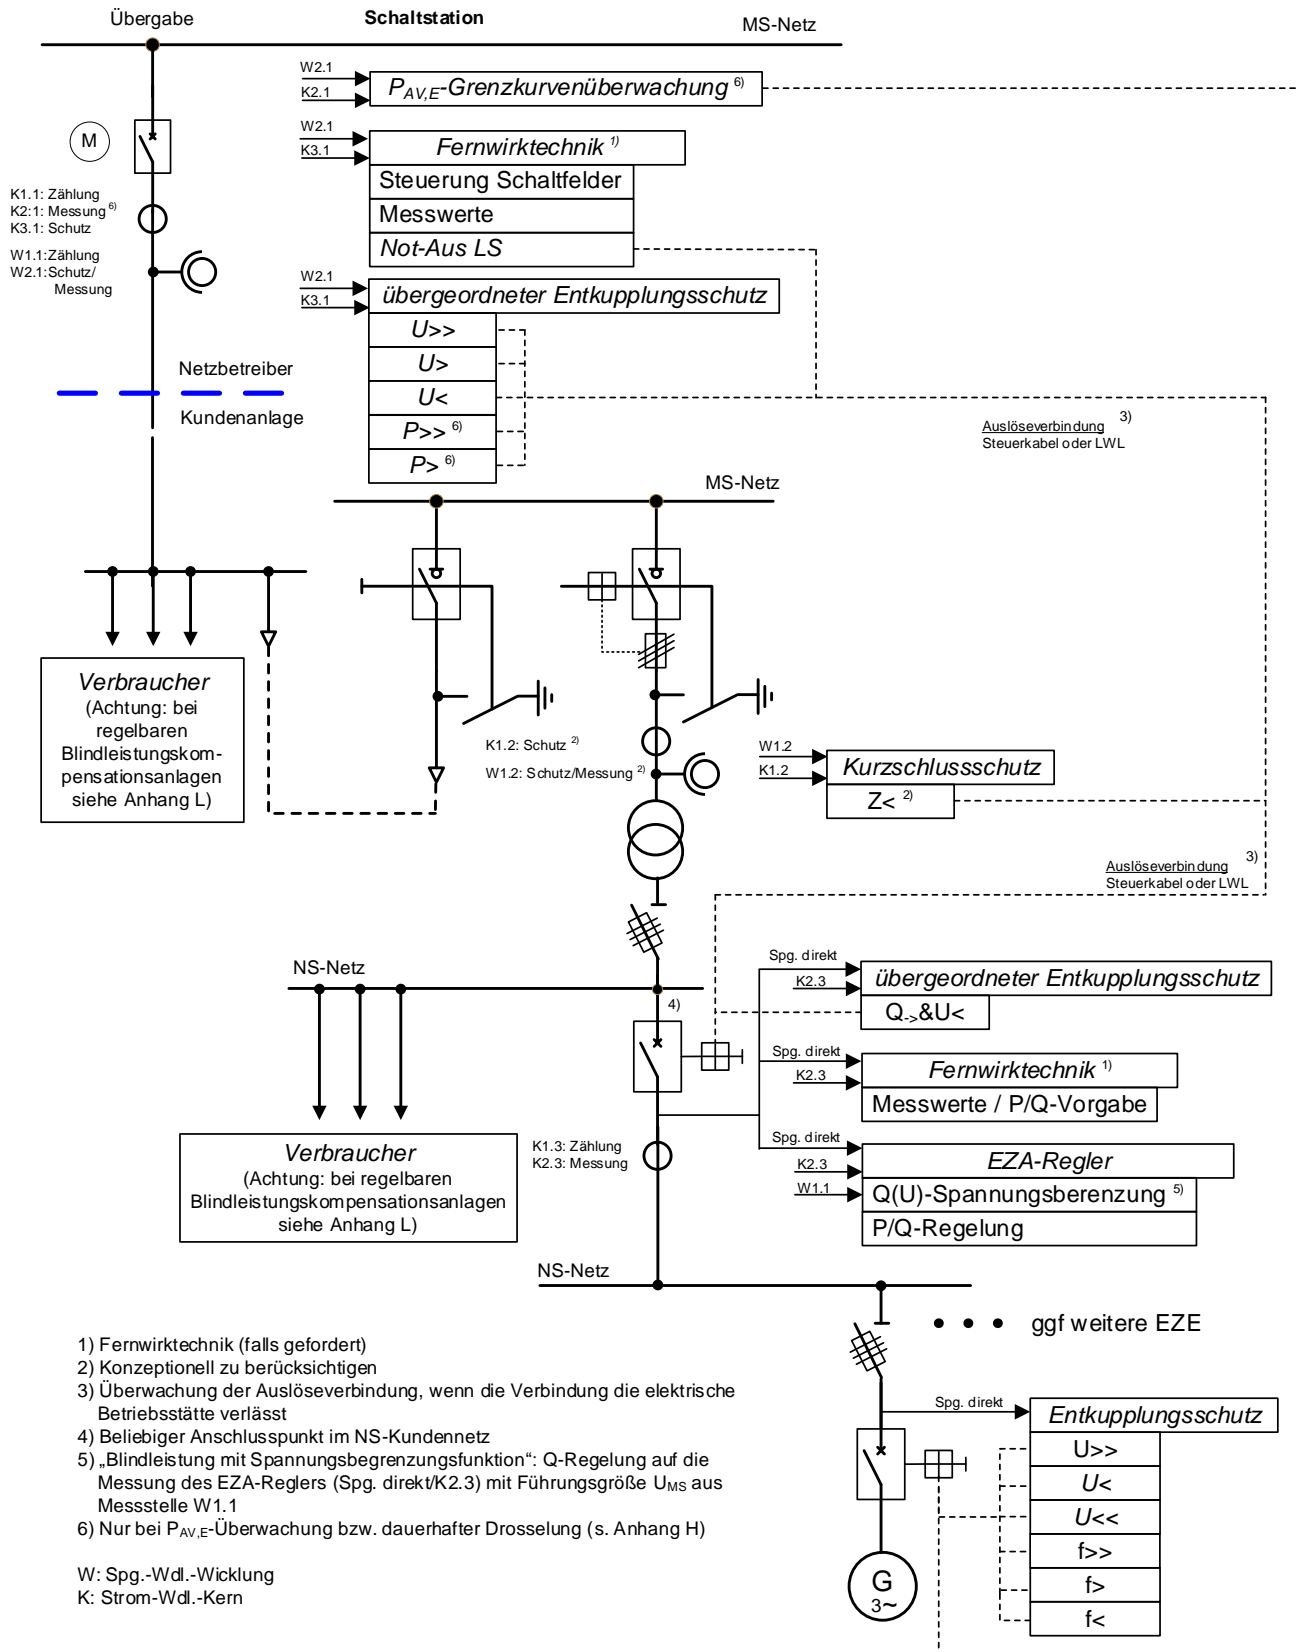 Übergabe
Schaltstation
MS-Netz
W2.1
K2.1
P_AV,E-Grenzkurvenüberwachung 6)
M
W2.1
K3.1
Fernwirktechnik 1)
Steuerung Schaltfelder
Messwerte
Not-Aus LS
K1.1: Zählung
K2:1: Messung 6)
K3.1: Schutz
W1.1:Zählung
W2.1:Schutz/
Messung
W2.1
K3.1
übergeordneter Entkupplungsschutz
U>>
U>
U<
P>> 6)
P> 6)
Netzbetreiber
Kundenanlage
Auslöseverbindung 3)
Steuerkabel oder LWL
MS-Netz
Verbraucher
(Achtung: bei
regelbaren
Blindleistungskom-
pensationsanlagen
siehe Anhang L)
K1.2: Schutz 2)
W1.2: Schutz/Messung 2)
W1.2
K1.2
Kurzschlussschutz
Z< 2)
Auslöseverbindung 3)
Steuerkabel oder LWL
NS-Netz
4)
Spg. direkt
K2.3
übergeordneter Entkupplungsschutz
Q->&U<
Spg. direkt
K2.3
Fernwirktechnik 1)
Messwerte / P/Q-Vorgabe
Verbraucher
(Achtung: bei regelbaren
Blindleistungskompensationsanlagen
siehe Anhang L)
K1.3: Zählung
K2.3: Messung
Spg. direkt
K2.3
W1.1
EZA-Regler
Q(U)-Spannungsberenzung 5)
P/Q-Regelung
NS-Netz
ggf weitere EZE
1) Fernwirktechnik (falls gefordert)
2) Konzeptionell zu berücksichtigen
3) Überwachung der Auslöseverbindung, wenn die Verbindung die elektrische
Betriebsstätte verlässt
4) Beliebiger Anschlusspunkt im NS-Kundennetz
5) „Blindleistung mit Spannungsbegrenzungsfunktion“: Q-Regelung auf die
Messung des EZA-Reglers (Spg. direkt/K2.3) mit Führungsgröße U_MS aus
Messstelle W1.1
6) Nur bei P_AV,E-Überwachung bzw. dauerhafter Drosselung (s. Anhang H)
W: Spg.-Wdl.-Wicklung
K: Strom-Wdl.-Kern
Spg. direkt
Entkupplungsschutz
U>>
U<
U<<
f>>
f>
f<
G
3~